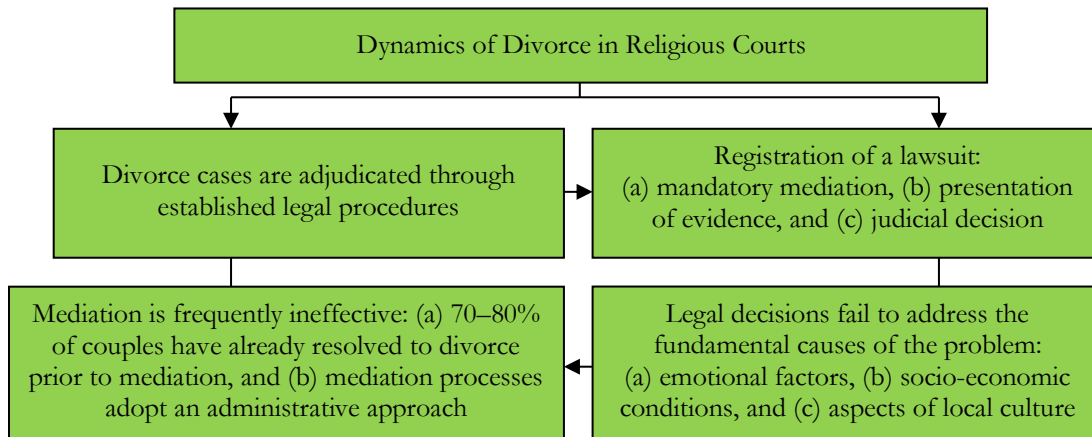 Dynamics of Divorce in Religious Courts
Divorce cases are adjudicated through
established legal procedures
Registration of a lawsuit:
(a) mandatory mediation, (b) presentation
of evidence, and (c) judicial decision
Mediation is frequently ineffective: (a) 70–80%
of couples have already resolved to divorce
prior to mediation, and (b) mediation processes
adopt an administrative approach
Legal decisions fail to address the
fundamental causes of the problem:
(a) emotional factors, (b) socio-economic
conditions, and (c) aspects of local culture